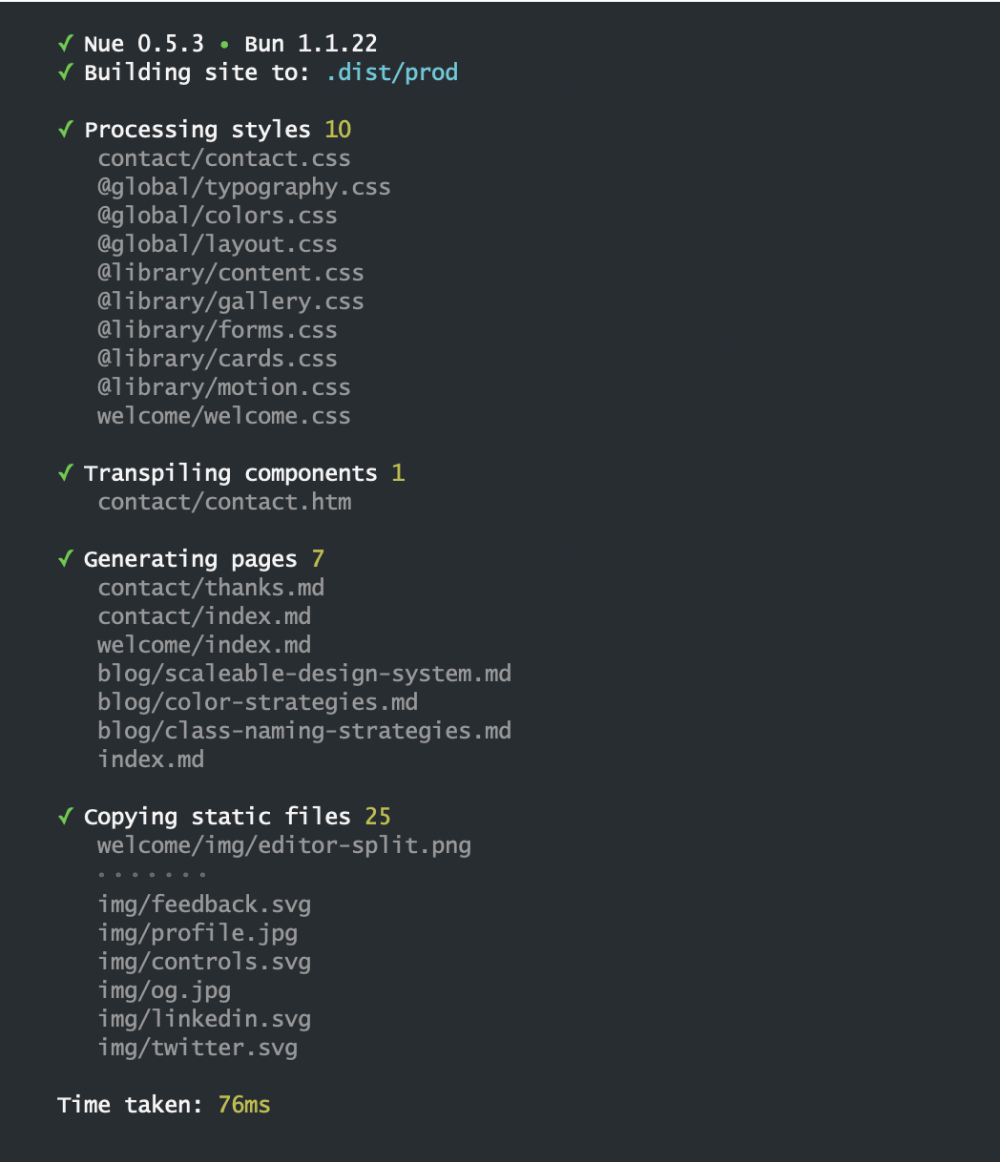 ✓ Nue 0.5.3 • Bun 1.1.22
✓ Building site to: .dist/prod
✓ Processing styles 10
contact/contact.css
@global/typography.css
@global/colors.css
@global/layout.css
@library/content.css
@library/gallery.css
@library/forms.css
@library/cards.css
@library/motion.css
welcome/welcome.css
✓ Transpiling components 1
contact/contact.htm
✓ Generating pages 7
contact/thanks.md
contact/index.md
welcome/index.md
blog/scaleable-design-system.md
blog/color-strategies.md
blog/class-naming-strategies.md
index.md
✓ Copying static files 25
welcome/img/editor-split.png
· · · · · · ·
img/feedback.svg
img/profile.jpg
img/controls.svg
img/og.jpg
img/linkedin.svg
img/twitter.svg
Time taken: 76ms